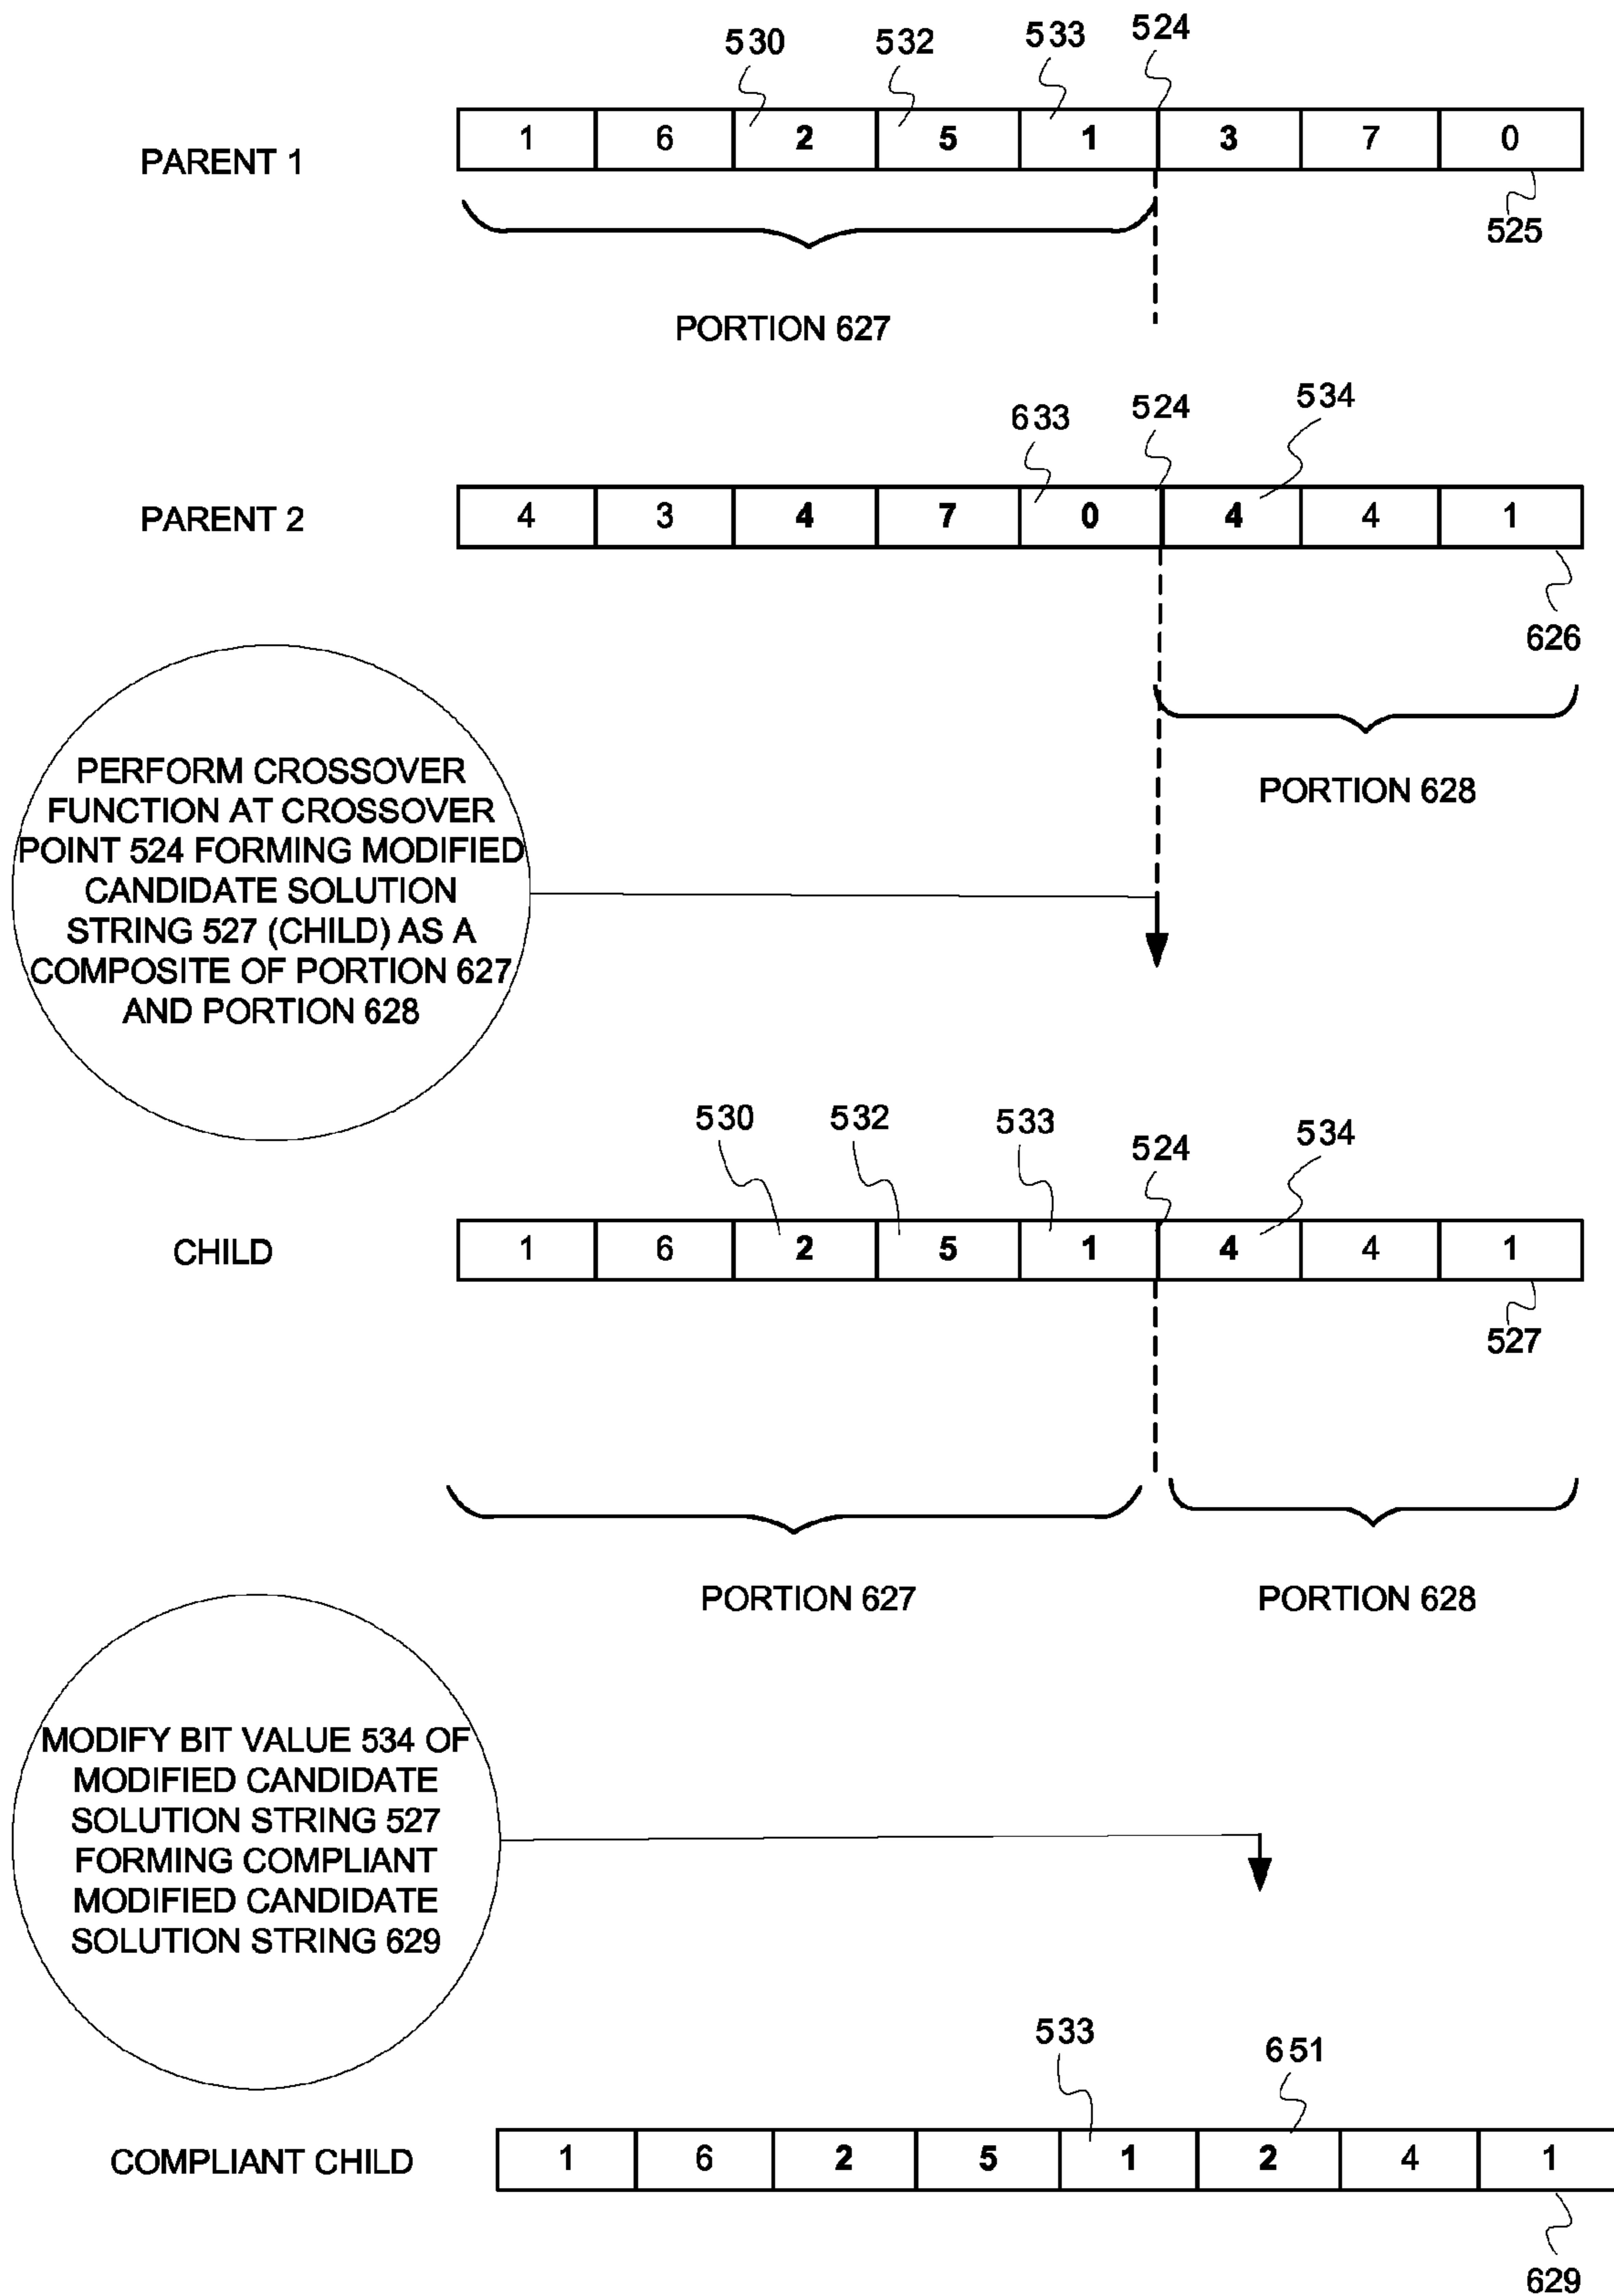 530 532 533 524
PARENT 1
1 6 2 5 1 3 7 0
525
PORTION 627
633 524 534
PARENT 2
4 3 4 7 0 4 4 1
626
PORTION 628
PERFORM CROSSOVER
FUNCTION AT CROSSOVER
POINT 524 FORMING MODIFIED
CANDIDATE SOLUTION
STRING 527 (CHILD) AS A
COMPOSITE OF PORTION 627
AND PORTION 628
530 532 533 524 534
CHILD
1 6 2 5 1 4 4 1
527
PORTION 627 PORTION 628
MODIFY BIT VALUE 534 OF
MODIFIED CANDIDATE
SOLUTION STRING 527
FORMING COMPLIANT
MODIFIED CANDIDATE
SOLUTION STRING 629
533 651
COMPLIANT CHILD
1 6 2 5 1 2 4 1
629